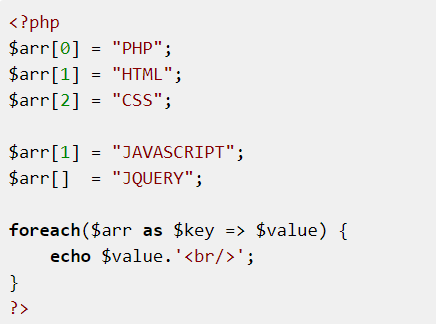 <?php
$arr[0] = "PHP";
$arr[1] = "HTML";
$arr[2] = "CSS";
$arr[1] = "JAVASCRIPT";
$arr[]  = "JQUERY";
foreach($arr as $key => $value) {
    echo $value.'<br/>';
}
?>